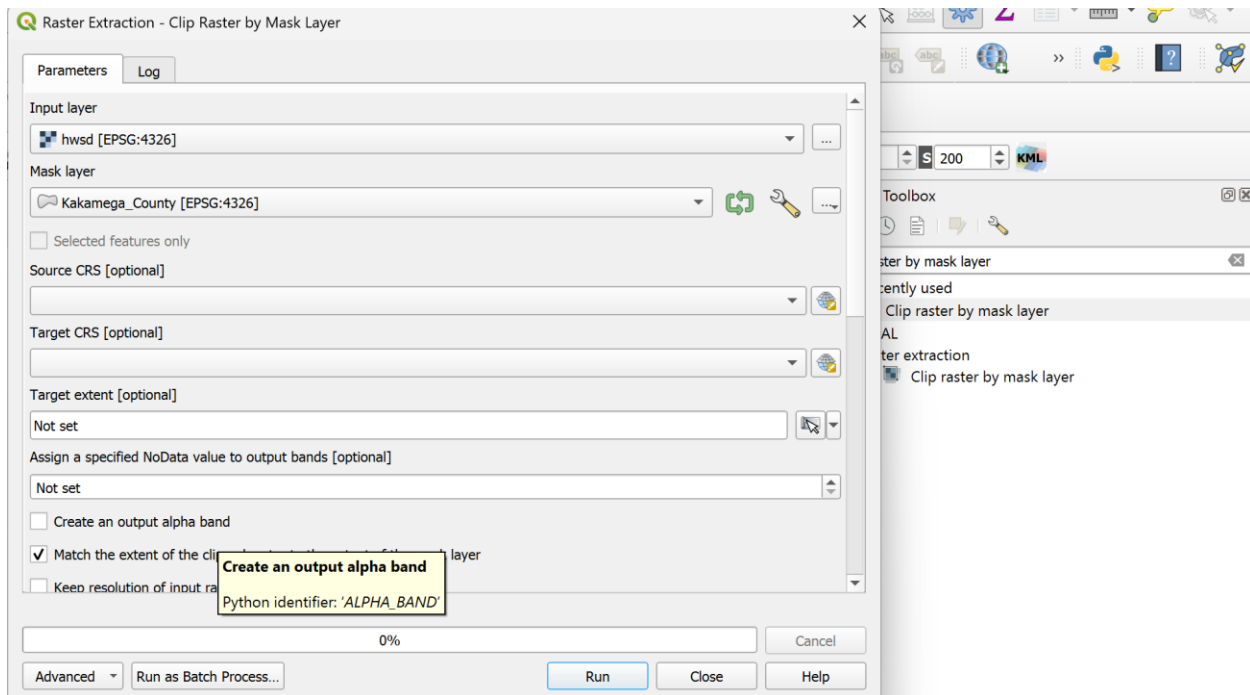 Raster Extraction - Clip Raster by Mask Layer
Parameters
Log
Input layer
hwsd [EPSG:4326]
...
Mask layer
Kakamega_County [EPSG:4326]
...
Selected features only
Source CRS [optional]
Target CRS [optional]
Target extent [optional]
Not set
Assign a specified NoData value to output bands [optional]
Not set
Create an output alpha band
Match the extent of the layer
Create an output alpha band
Keep resolution of input
Python identifier: 'ALPHA_BAND'
0%
Cancel
Advanced
Run as Batch Process...
Run
Close
Help
abc
abc
»
?
S 200
KML
Toolbox
ster by mask layer
cently used
Clip raster by mask layer
AL
ter extraction
Clip raster by mask layer